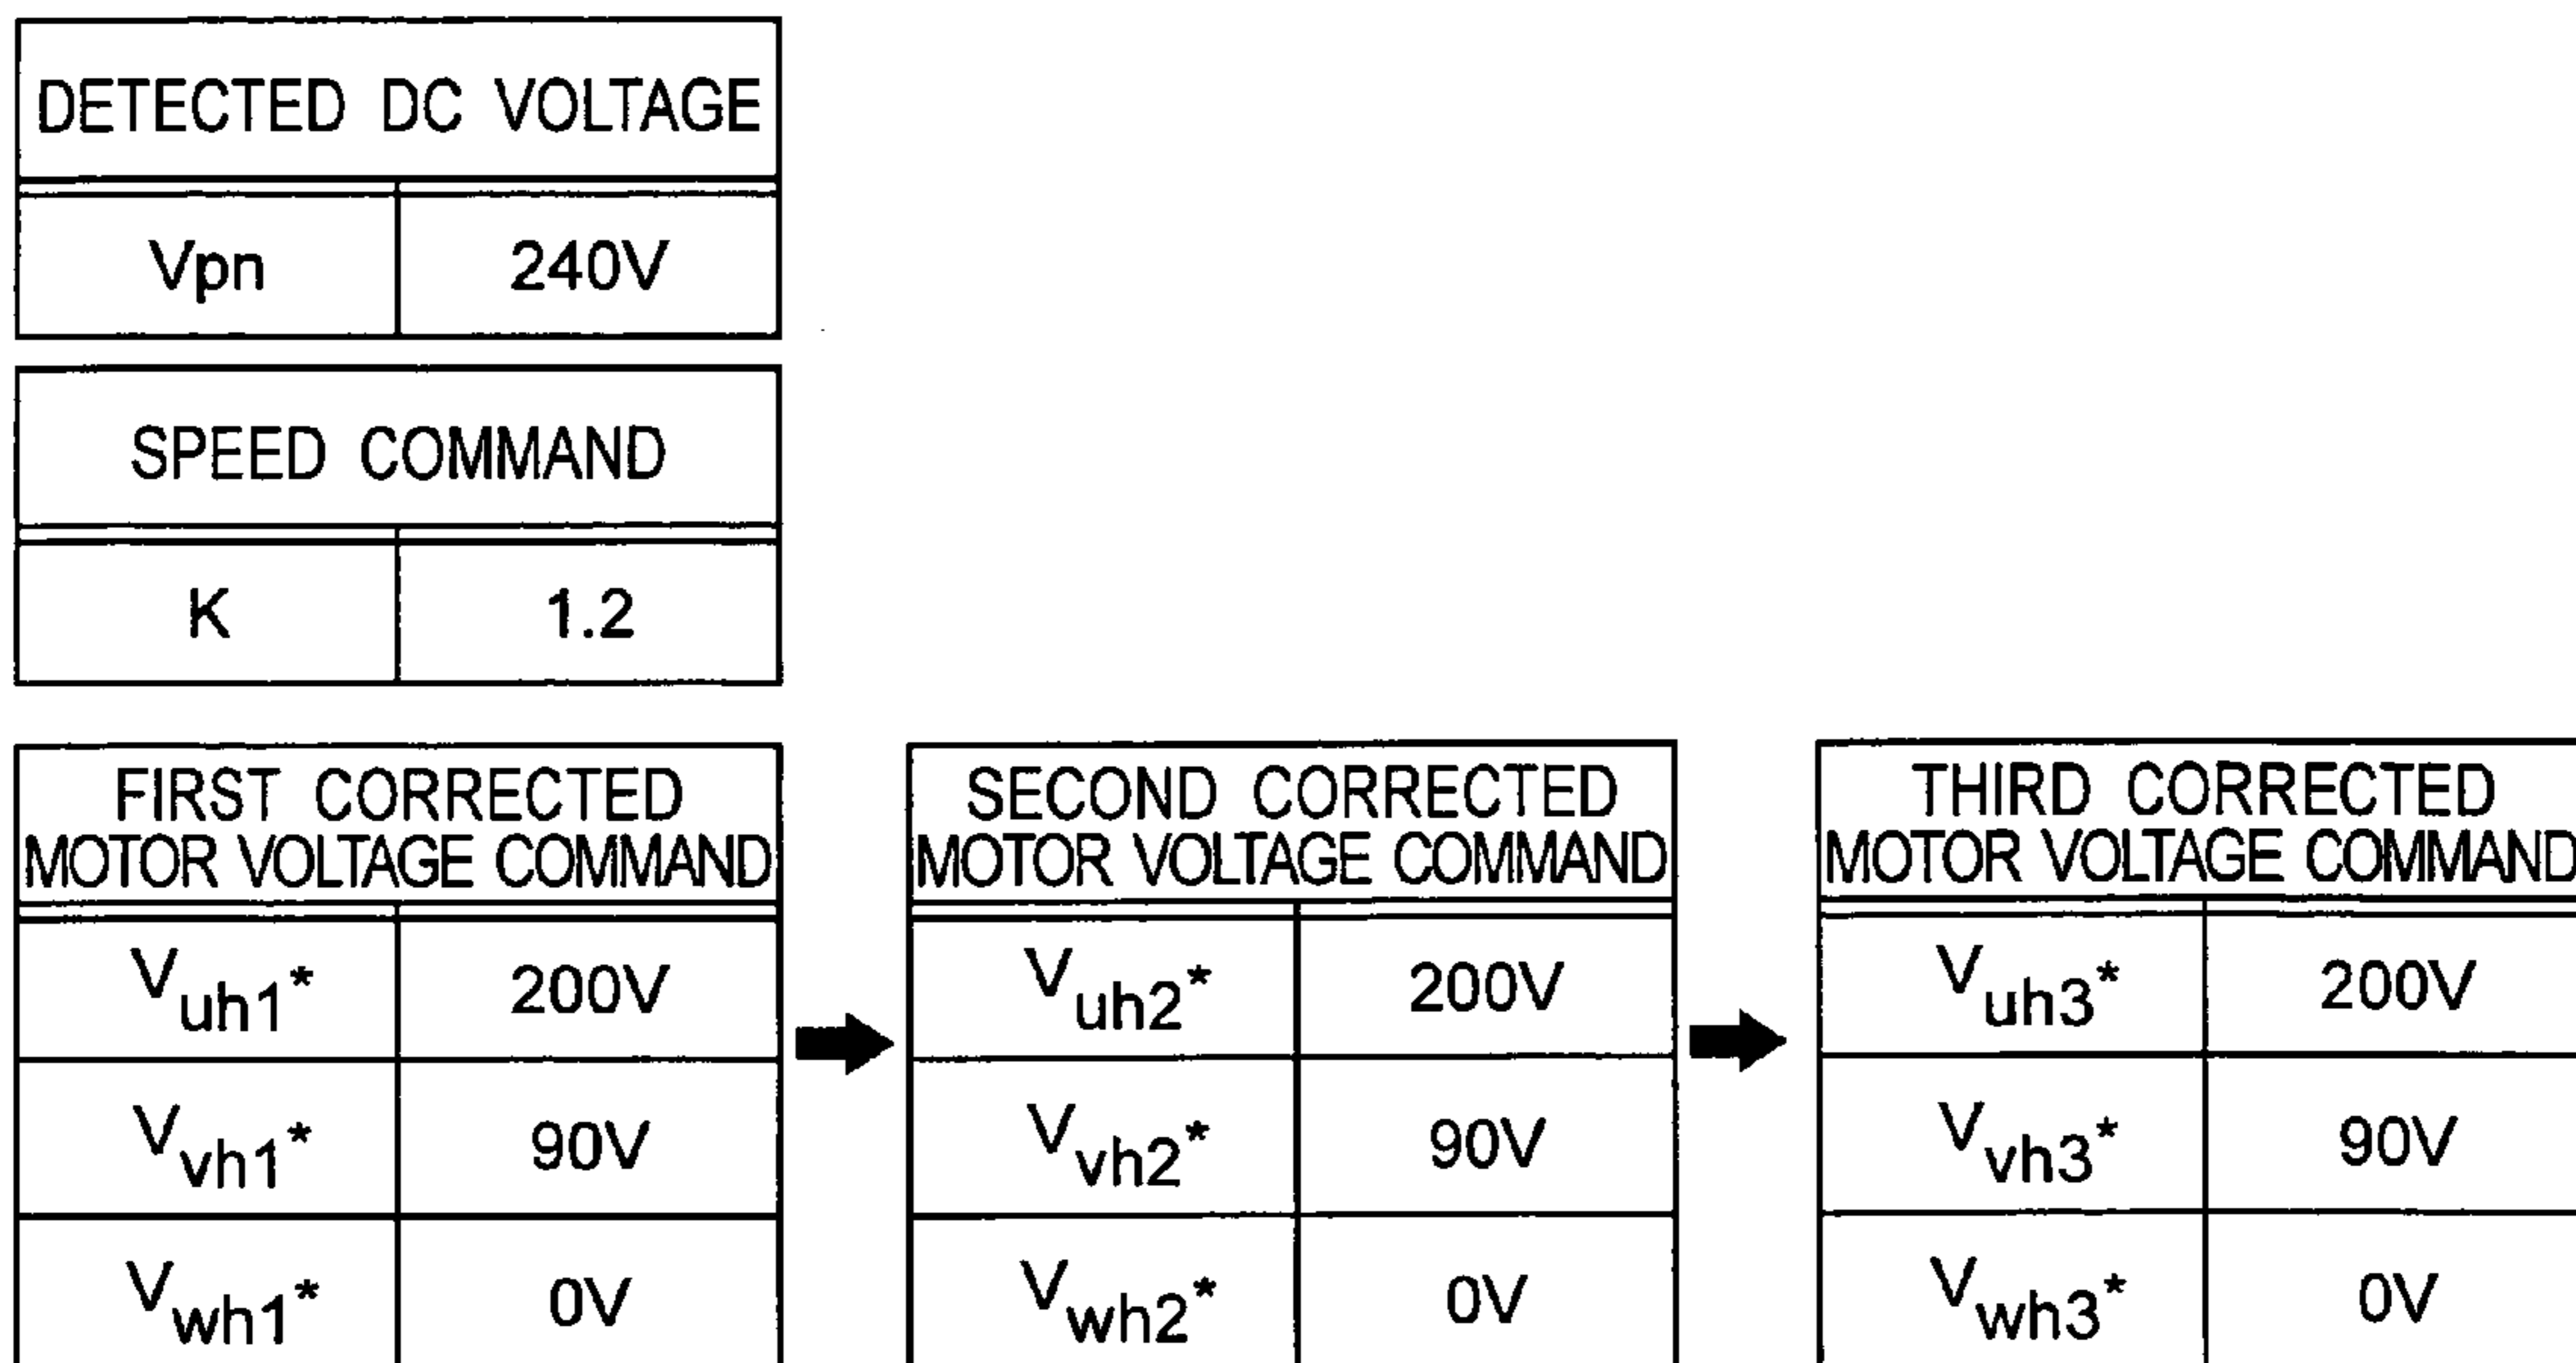 DETECTED DC VOLTAGE
Vpn 240V
SPEED COMMAND
K 1.2
FIRST CORRECTED
MOTOR VOLTAGE COMMAND
Vuh1* 200V
Vvh1* 90V
Vwh1* 0V
SECOND CORRECTED
MOTOR VOLTAGE COMMAND
Vuh2* 200V
Vvh2* 90V
Vwh2* 0V
THIRD CORRECTED
MOTOR VOLTAGE COMMAND
Vuh3* 200V
Vvh3* 90V
Vwh3* 0V